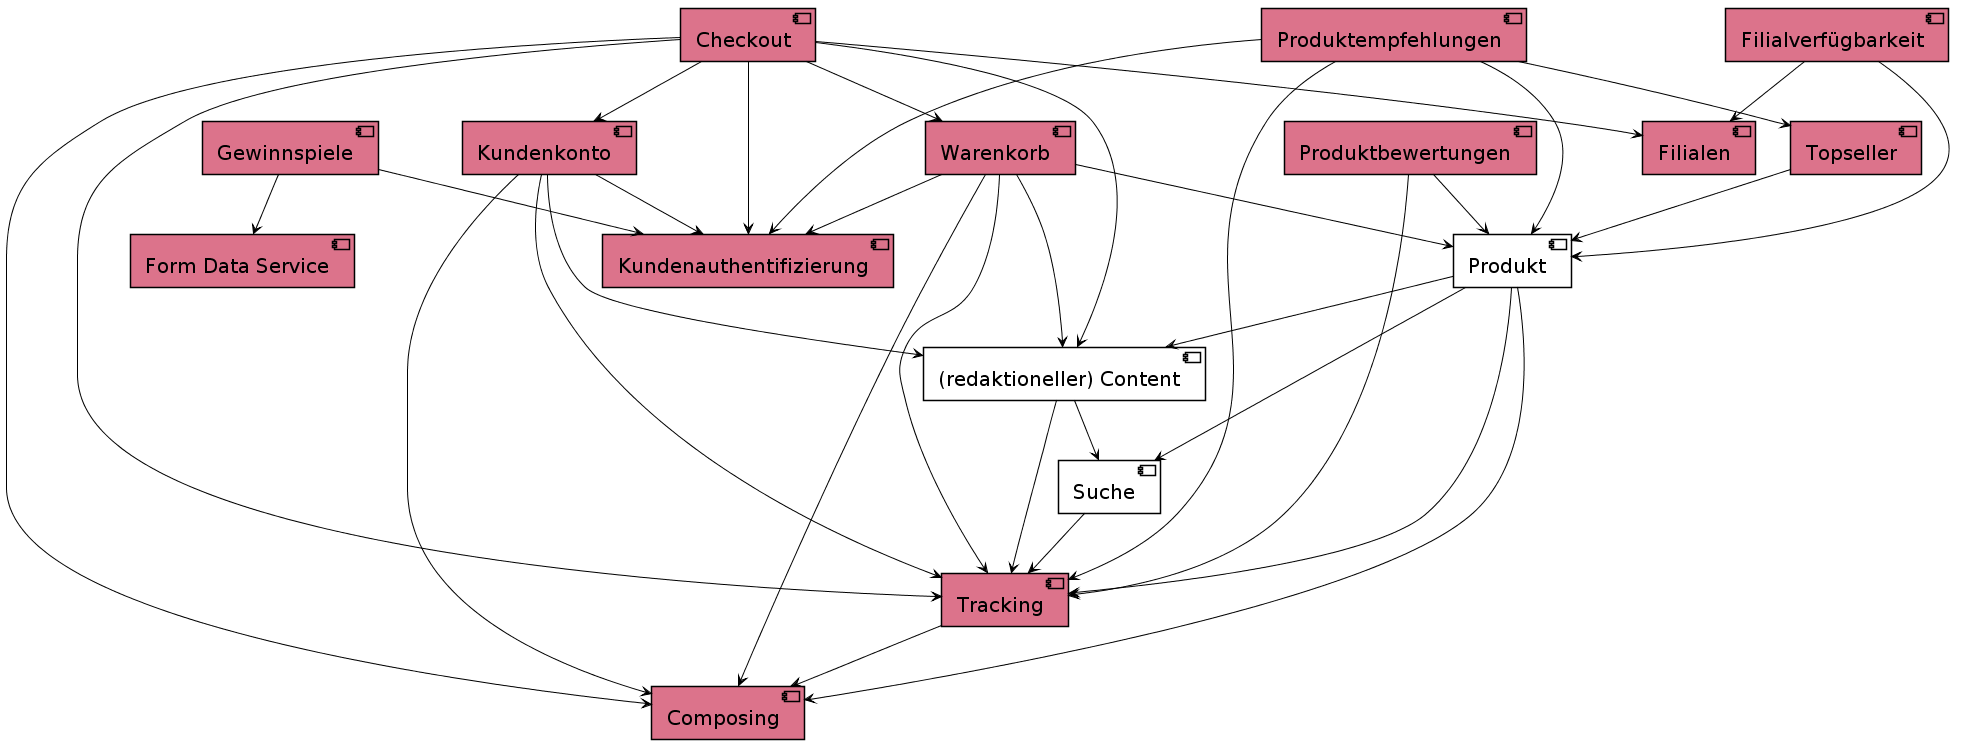 Checkout
Produktempfehlungen
Filialverfügbarkeit
Gewinnspiele
Kundenkonto
Warenkorb
Produktbewertungen
Filialen
Topseller
Form Data Service
Kundenauthentifizierung
Produkt
(redaktioneller) Content
Suche
Tracking
Composing